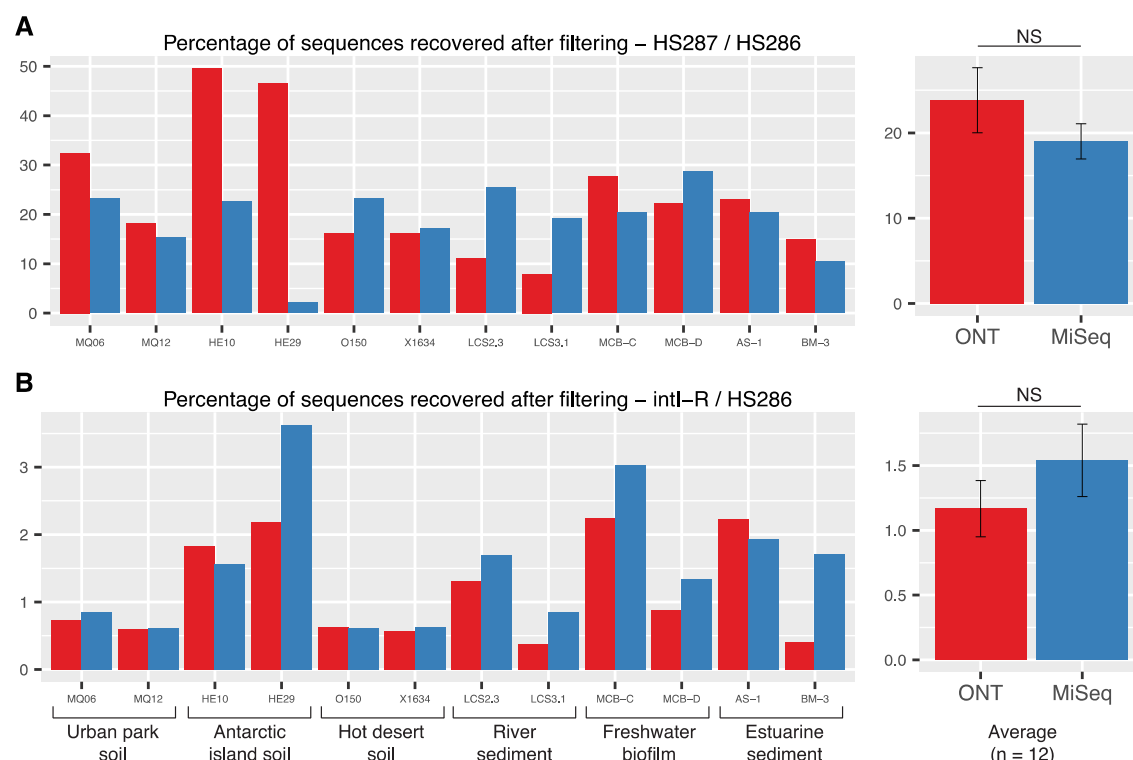 A
Percentage of sequences recovered after filtering – HS287 / HS286
NS
50
40
30
20
10
0
20
10
0
MQ06 MQ12 HE10 HE29 O150 X1634 LCS2.3 LCS3.1 MCB–C MCB–D AS–1 BM–3
ONT MiSeq
B
Percentage of sequences recovered after filtering – intI–R / HS286
NS
3
2
1
0
1.5
1.0
0.5
0.0
MQ06 MQ12 HE10 HE29 O150 X1634 LCS2.3 LCS3.1 MCB–C MCB–D AS–1 BM–3
ONT MiSeq
Urban park
soil
Antarctic
island soil
Hot desert
soil
River
sediment
Freshwater
biofilm
Estuarine
sediment
Average
(n = 12)